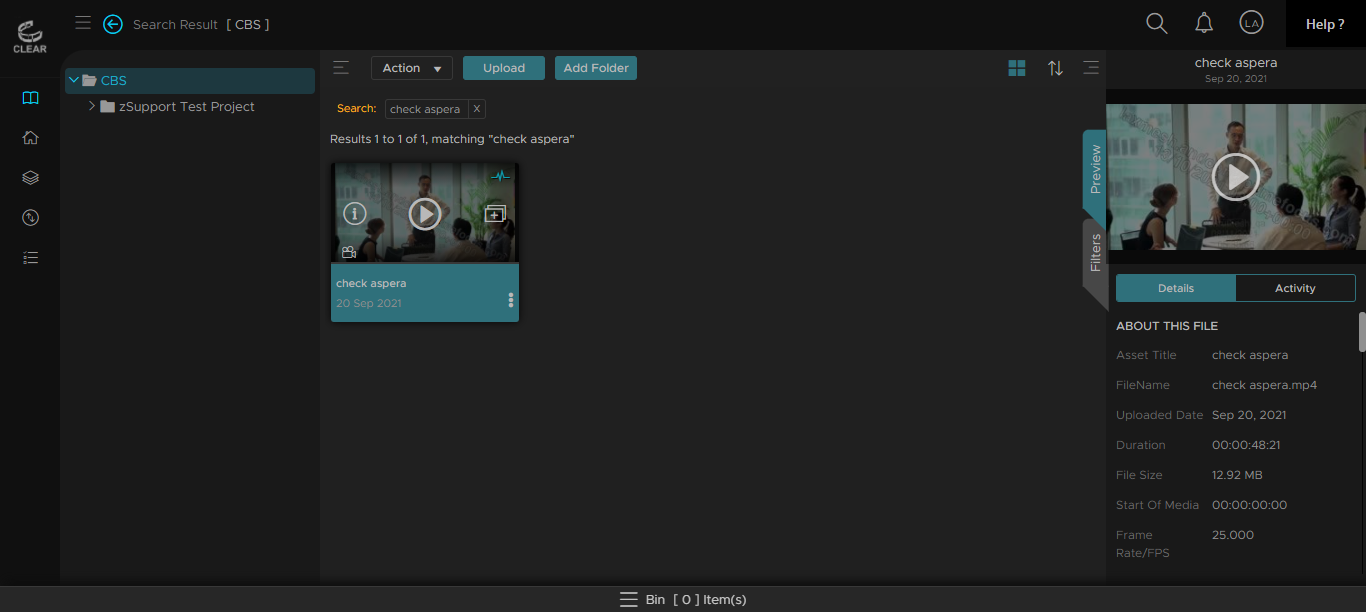 CLEAR
Search Result [ CBS ]
LA
Help ?
CBS
zSupport Test Project
Action
Upload
Add Folder
Search:
check aspera X
Results 1 to 1 of 1, matching "check aspera"
check aspera
20 Sep 2021
Preview
Filters
check aspera
Sep 20, 2021
Details
Activity
ABOUT THIS FILE
Asset Title check aspera
FileName check aspera.mp4
Uploaded Date Sep 20, 2021
Duration 00:00:48:21
File Size 12.92 MB
Start Of Media 00:00:00:00
Frame 25.000
Rate/FPS
Bin [ 0 ] Item(s)